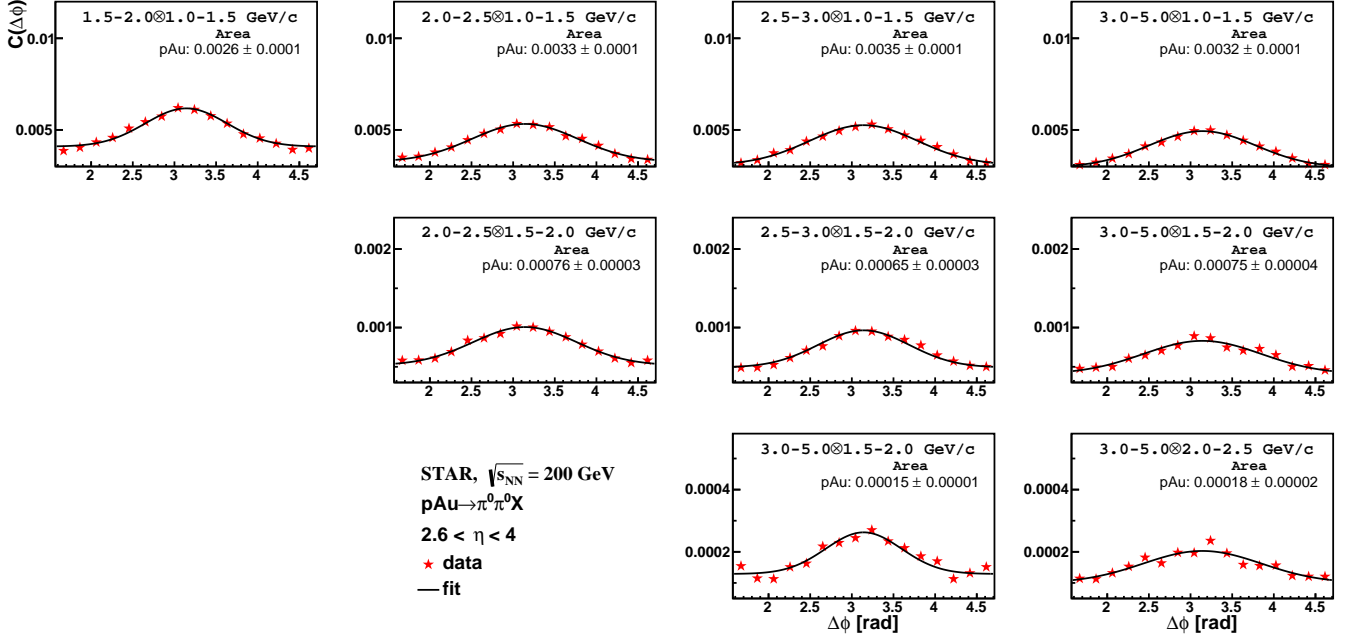 C(Δϕ)
1.5-2.0⊗1.0-1.5 GeV/c
Area
pAu: 0.0026 ± 0.0001
0.01
0.005
2 2.5 3 3.5 4 4.5
2.0-2.5⊗1.0-1.5 GeV/c
Area
pAu: 0.0033 ± 0.0001
0.01
0.005
2 2.5 3 3.5 4 4.5
2.5-3.0⊗1.0-1.5 GeV/c
Area
pAu: 0.0035 ± 0.0001
0.01
0.005
2 2.5 3 3.5 4 4.5
3.0-5.0⊗1.0-1.5 GeV/c
Area
pAu: 0.0032 ± 0.0001
0.01
0.005
2 2.5 3 3.5 4 4.5
2.0-2.5⊗1.5-2.0 GeV/c
Area
pAu: 0.00076 ± 0.00003
0.002
0.001
2 2.5 3 3.5 4 4.5
2.5-3.0⊗1.5-2.0 GeV/c
Area
pAu: 0.00065 ± 0.00003
0.002
0.001
2 2.5 3 3.5 4 4.5
3.0-5.0⊗1.5-2.0 GeV/c
Area
pAu: 0.00075 ± 0.00004
0.002
0.001
2 2.5 3 3.5 4 4.5
STAR, √s_NN = 200 GeV
pAu→π⁰π⁰X
2.6 < η < 4
★ data
— fit
3.0-5.0⊗1.5-2.0 GeV/c
Area
pAu: 0.00015 ± 0.00001
0.0004
0.0002
2 2.5 3 3.5 4 4.5
Δϕ [rad]
3.0-5.0⊗2.0-2.5 GeV/c
Area
pAu: 0.00018 ± 0.00002
0.0004
0.0002
2 2.5 3 3.5 4 4.5
Δϕ [rad]